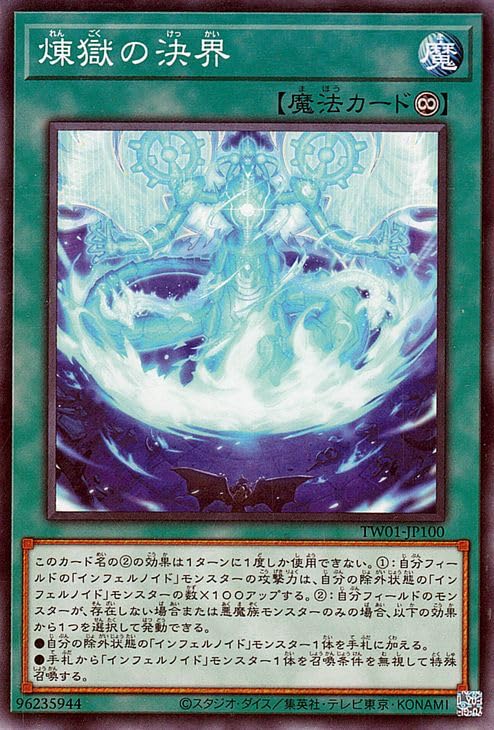 煉獄の決界
魔
【魔法カード♾】
TW01-JP100
このカード名の②の効果は1ターンに1度しか使用できない。①：自分フィー
ルドの「インフェルノイド」モンスターの攻撃力は、自分の除外状態の「イン
フェルノイド」モンスターの数×100アップする。②：自分フィールドのモン
スターが、存在しない場合または悪魔族モンスターのみの場合、以下の効果
から1つを選択して発動できる。
●自分の除外状態の「インフェルノイド」モンスター1体を手札に加える。
●手札から「インフェルノイド」モンスター1体を召喚条件を無視して特殊
召喚する。
96235944
©スタジオ・ダイス／集英社・テレビ東京・KONAMI